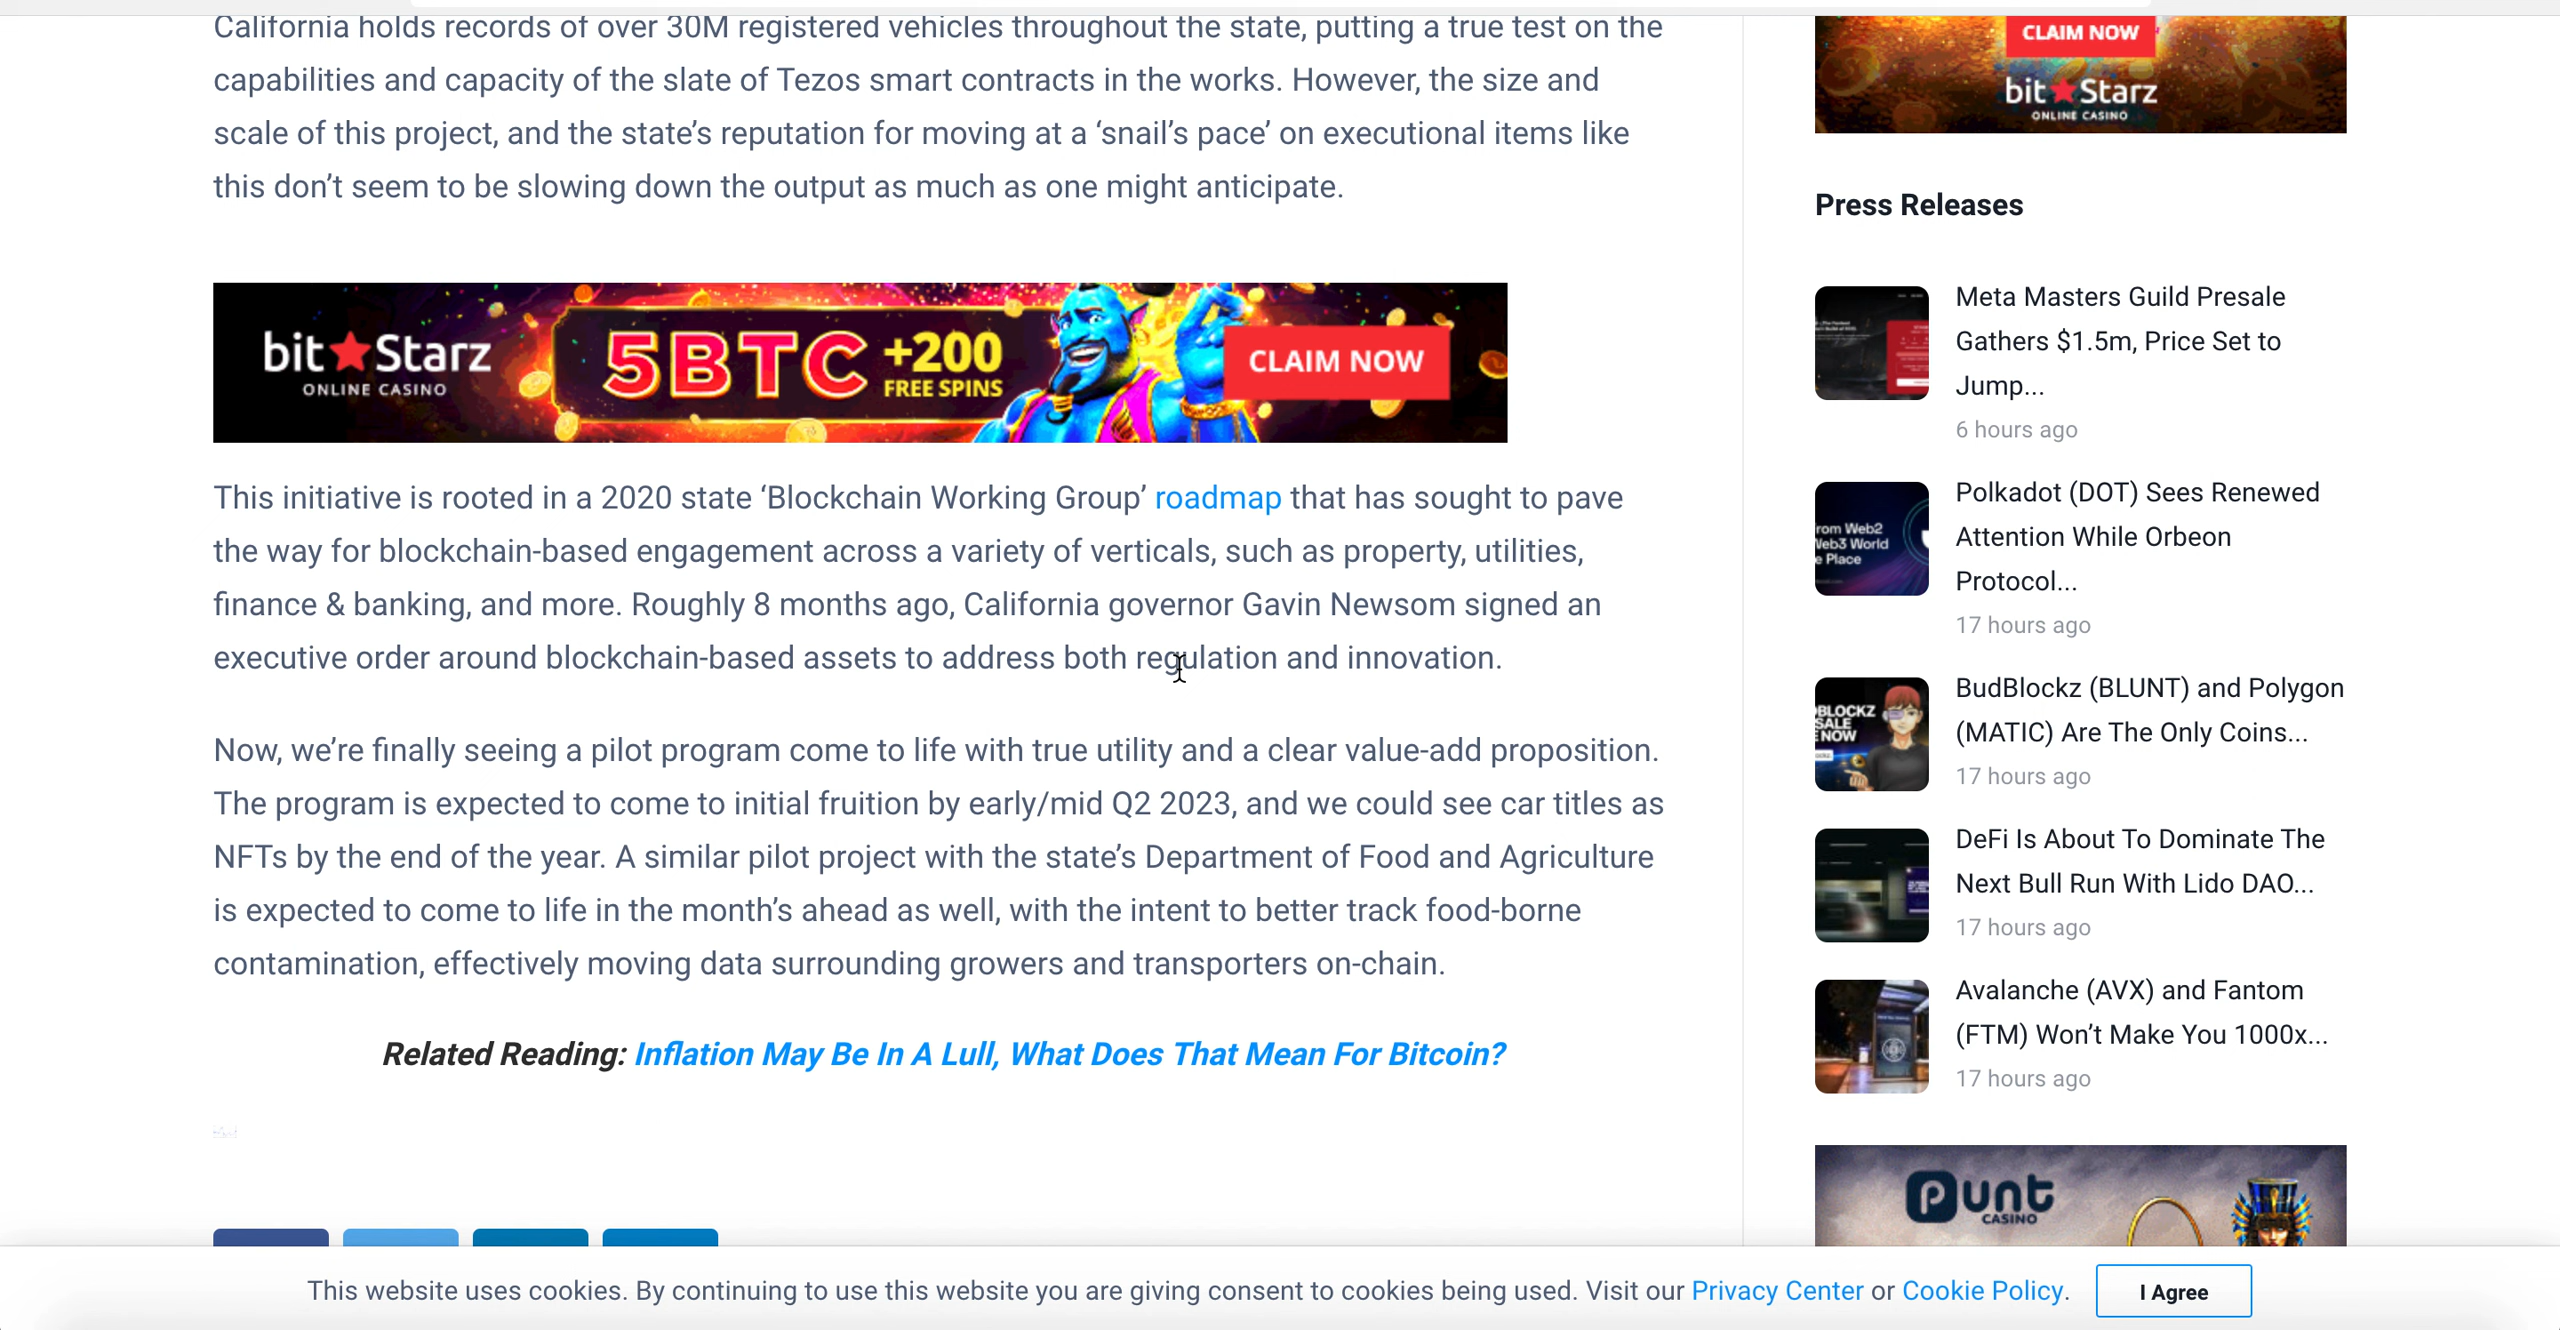 California holds records of over 30M registered vehicles throughout the state, putting a true test on the
capabilities and capacity of the slate of Tezos smart contracts in the works. However, the size and
scale of this project, and the state’s reputation for moving at a ‘snail’s pace’ on executional items like
this don’t seem to be slowing down the output as much as one might anticipate.
bit Starz
ONLINE CASINO
5BTC
+200
FREE SPINS
CLAIM NOW
This initiative is rooted in a 2020 state ‘Blockchain Working Group’ roadmap that has sought to pave
the way for blockchain-based engagement across a variety of verticals, such as property, utilities,
finance & banking, and more. Roughly 8 months ago, California governor Gavin Newsom signed an
executive order around blockchain-based assets to address both regulation and innovation.
Now, we’re finally seeing a pilot program come to life with true utility and a clear value-add proposition.
The program is expected to come to initial fruition by early/mid Q2 2023, and we could see car titles as
NFTs by the end of the year. A similar pilot project with the state’s Department of Food and Agriculture
is expected to come to life in the month’s ahead as well, with the intent to better track food-borne
contamination, effectively moving data surrounding growers and transporters on-chain.
Related Reading: Inflation May Be In A Lull, What Does That Mean For Bitcoin?
CLAIM NOW
bit Starz
ONLINE CASINO
Press Releases
Meta Masters Guild Presale
Gathers $1.5m, Price Set to
Jump...
6 hours ago
rom Web2
Web3 World
e Place
Polkadot (DOT) Sees Renewed
Attention While Orbeon
Protocol...
17 hours ago
BLOCKZ
SALE
NOW
BudBlockz (BLUNT) and Polygon
(MATIC) Are The Only Coins...
17 hours ago
DeFi Is About To Dominate The
Next Bull Run With Lido DAO...
17 hours ago
Avalanche (AVX) and Fantom
(FTM) Won’t Make You 1000x...
17 hours ago
Punt
CASINO
This website uses cookies. By continuing to use this website you are giving consent to cookies being used. Visit our Privacy Center or Cookie Policy.
I Agree